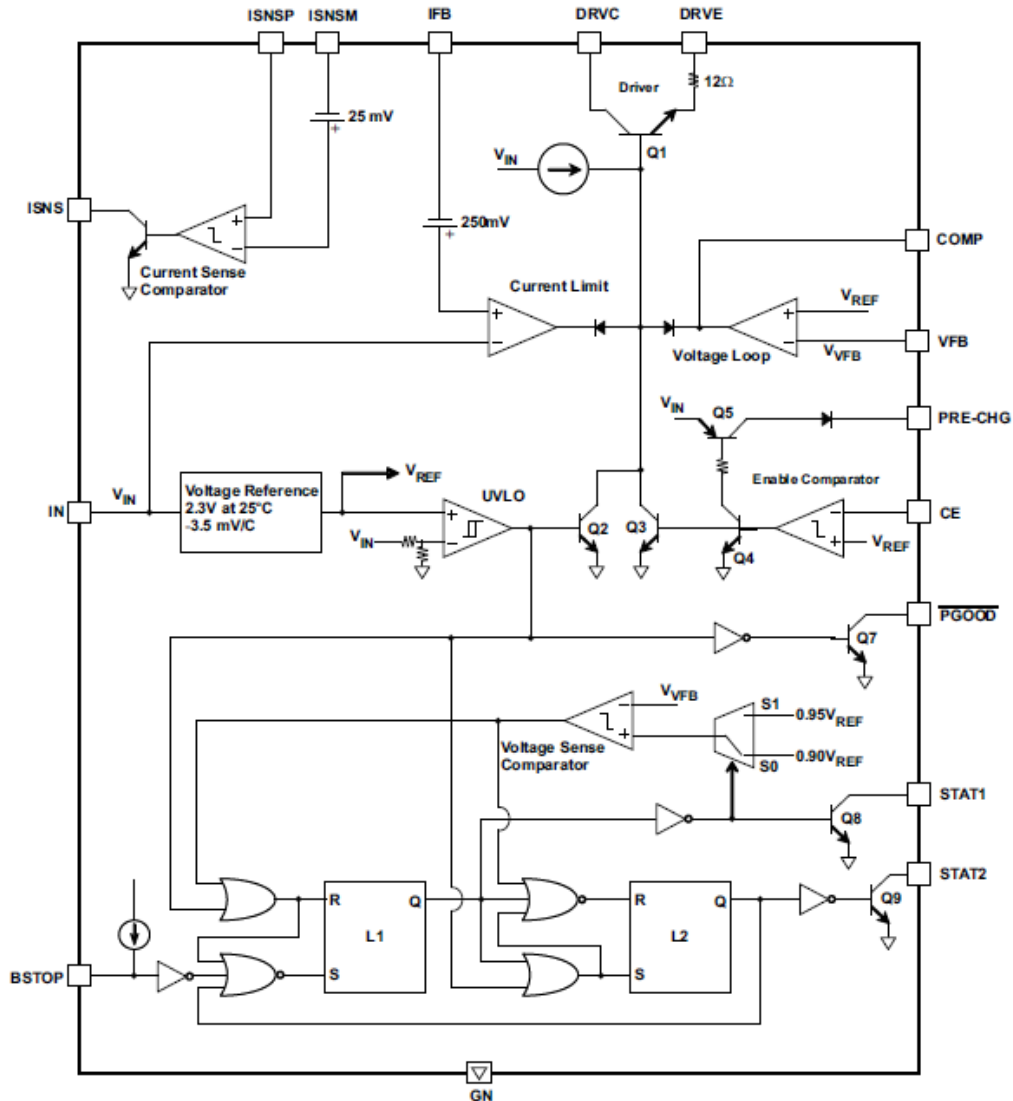 ISNSP
ISNSM
IFB
DRVC
DRVE
12Ω
Driver
25 mV
+
Q1
VIN
ISNS
+
−
250mV
+
COMP
Current Sense
Comparator
Current Limit
+
−
VREF
+
−
VFB
VVFB
Voltage Loop
VIN
Q5
PRE-CHG
VREF
Enable Comparator
UVLO
IN
VIN
Voltage Reference
2.3V at 25°C
-3.5 mV/C
+
−
VIN
Q2
Q3
Q4
−
+
CE
VREF
PGOOD
Q7
VVFB
−
+
S1
0.95VREF
Voltage Sense
Comparator
0.90VREF
S0
STAT1
Q8
STAT2
R
Q
R
Q
Q9
L1
L2
BSTOP
S
S
GN